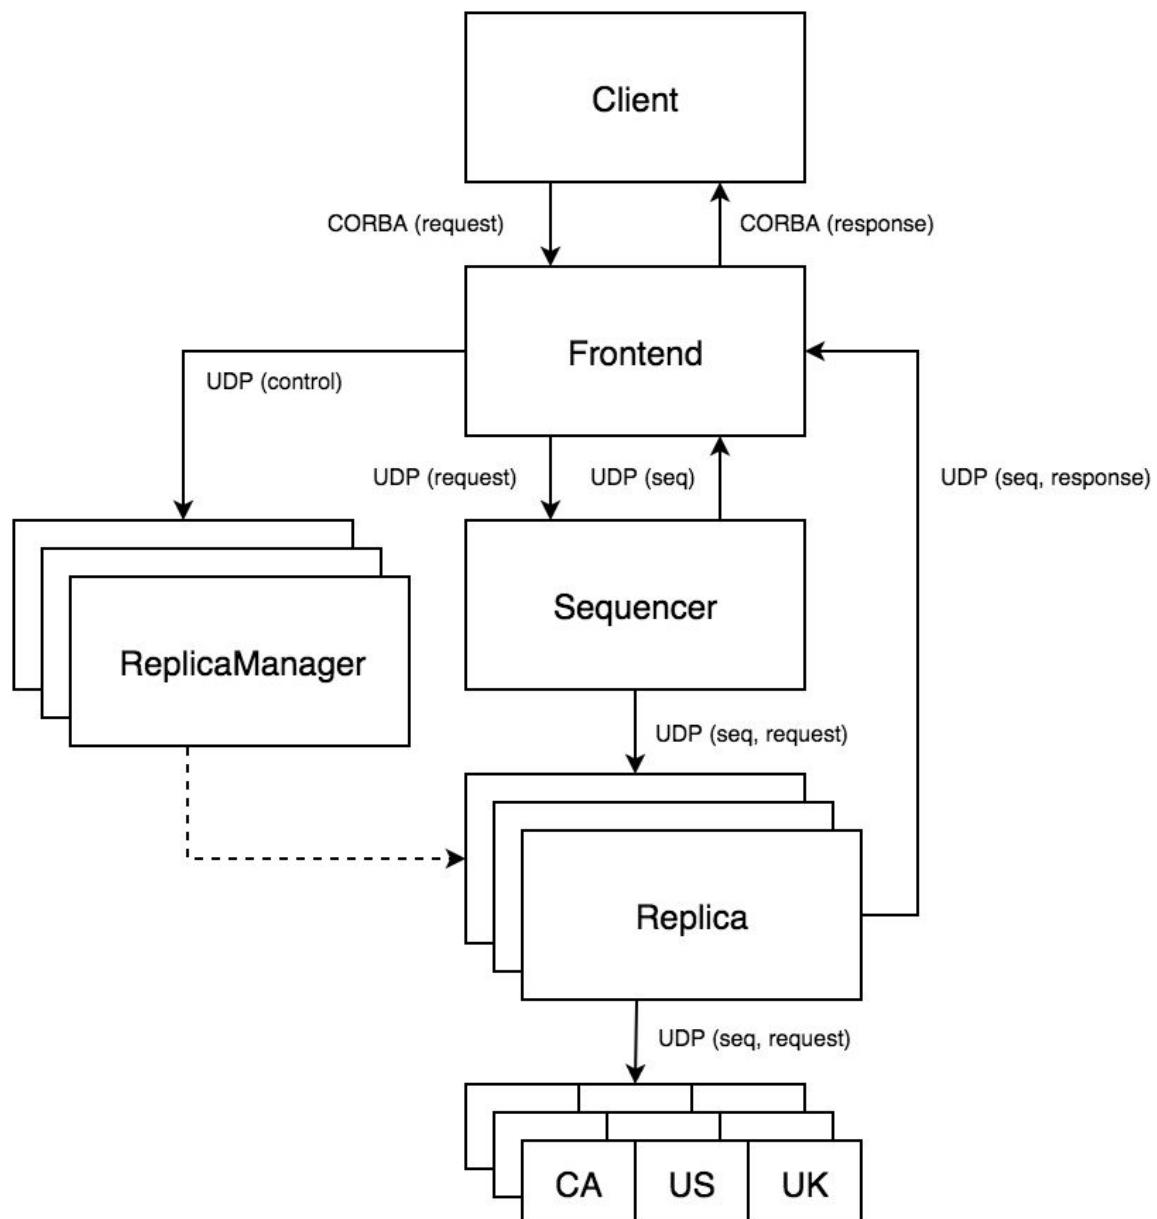 Client
CORBA (request)
CORBA (response)
Frontend
UDP (control)
UDP (request)
UDP (seq)
UDP (seq, response)
Sequencer
ReplicaManager
UDP (seq, request)
Replica
UDP (seq, request)
CA
US
UK